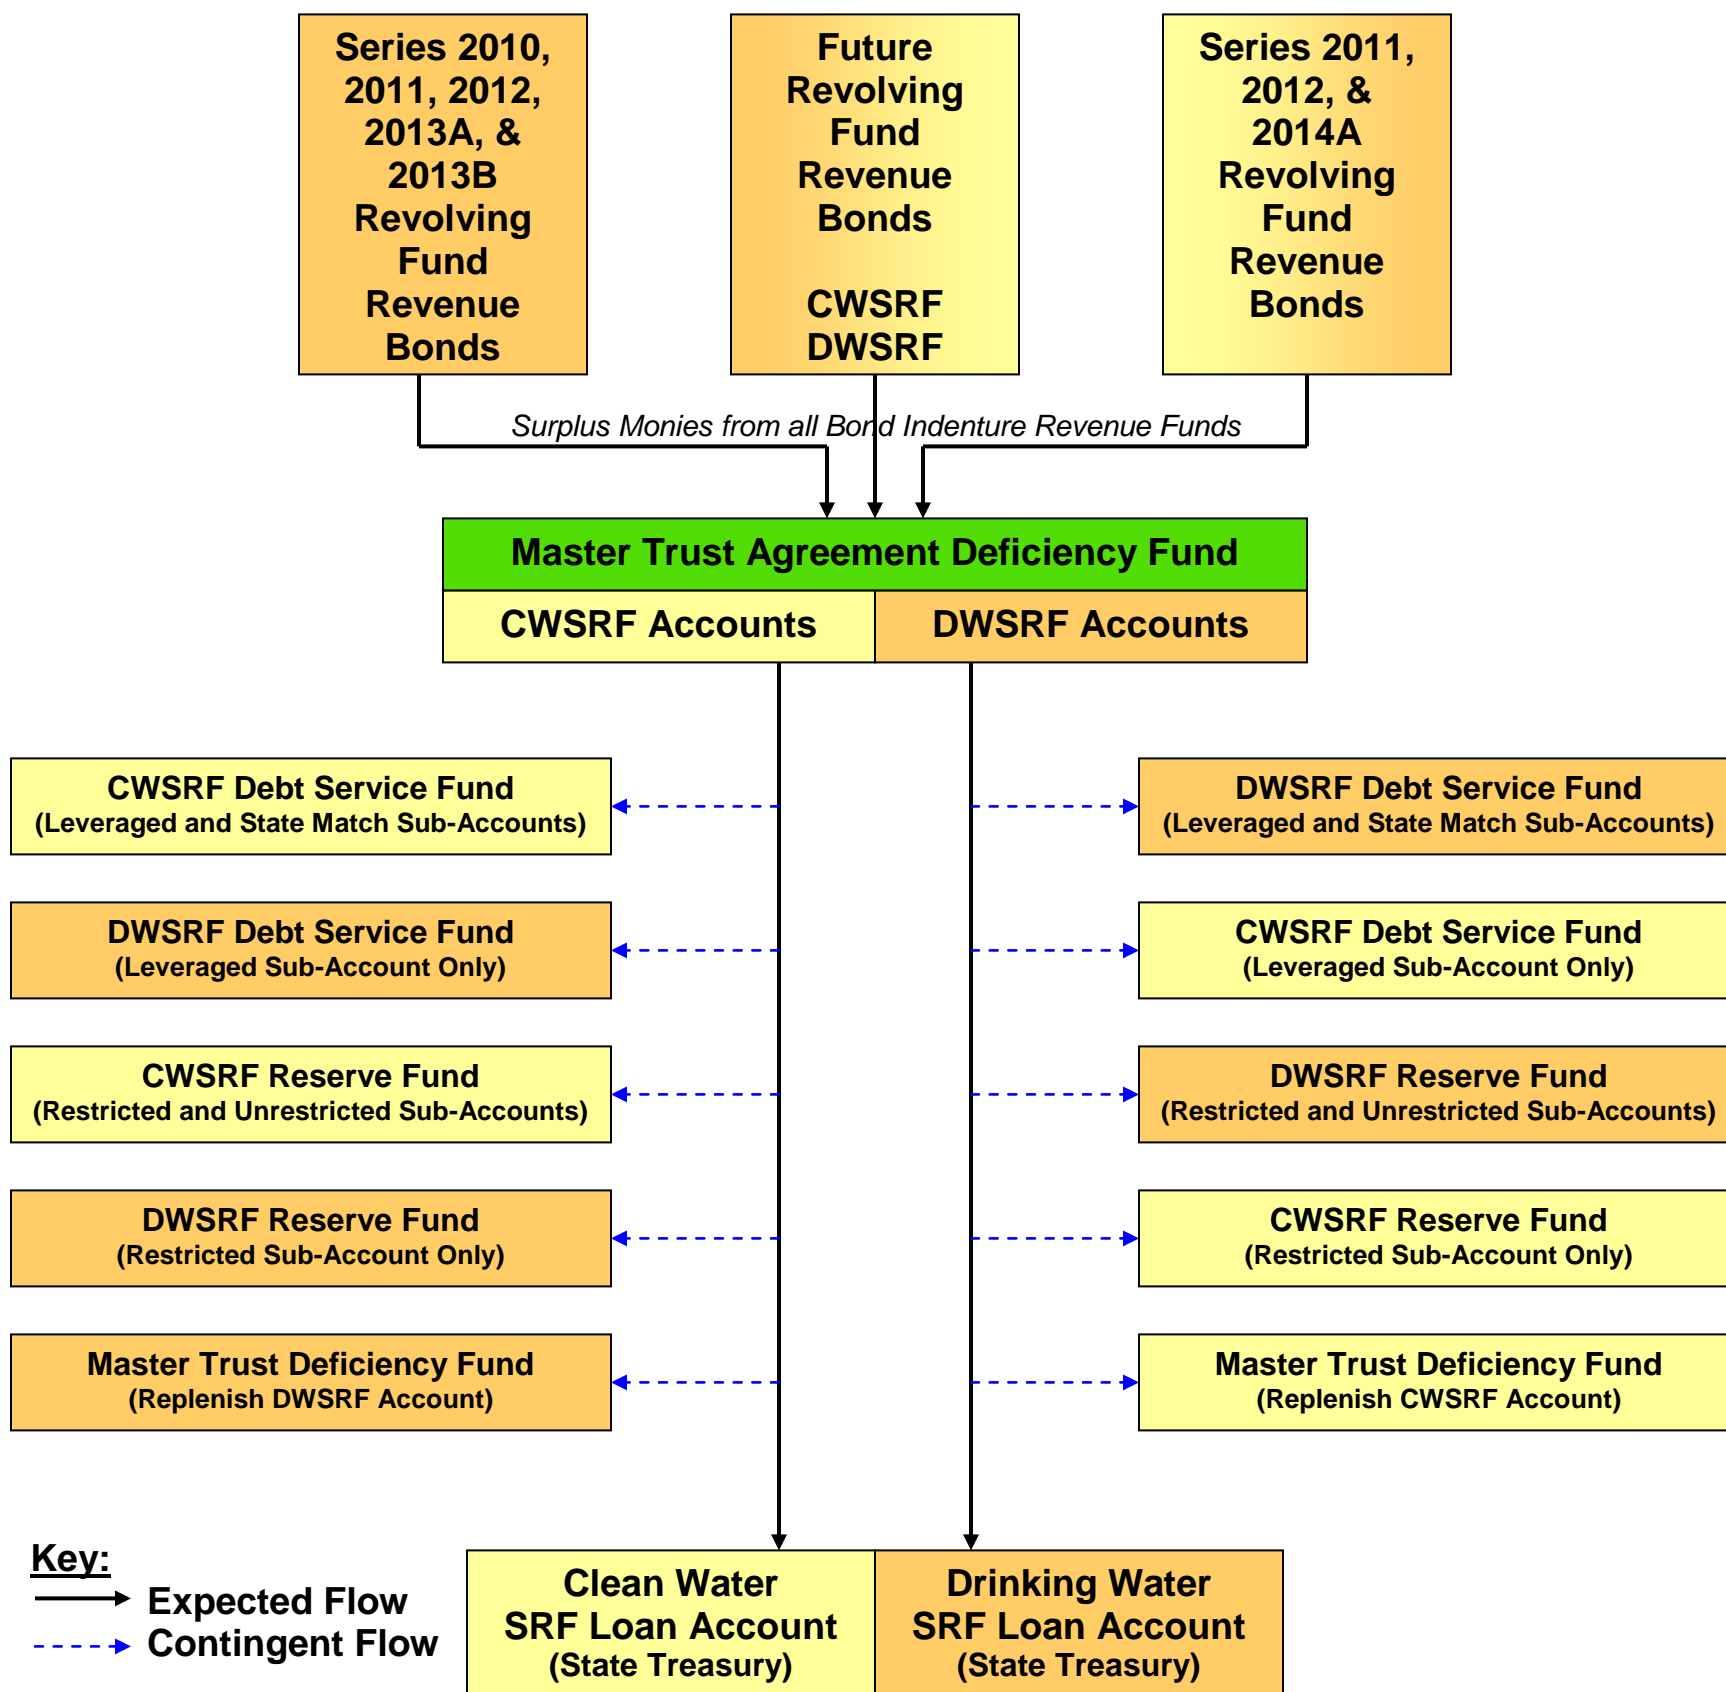 Series 2010,
2011, 2012,
2013A, &
2013B
Revolving
Fund
Revenue
Bonds
Future
Revolving
Fund
Revenue
Bonds
CWSRF
DWSRF
Series 2011,
2012, &
2014A
Revolving
Fund
Revenue
Bonds
Surplus Monies from all Bond Indenture Revenue Funds
Master Trust Agreement Deficiency Fund
CWSRF Accounts
DWSRF Accounts
CWSRF Debt Service Fund
(Leveraged and State Match Sub-Accounts)
DWSRF Debt Service Fund
(Leveraged and State Match Sub-Accounts)
DWSRF Debt Service Fund
(Leveraged Sub-Account Only)
CWSRF Debt Service Fund
(Leveraged Sub-Account Only)
CWSRF Reserve Fund
(Restricted and Unrestricted Sub-Accounts)
DWSRF Reserve Fund
(Restricted and Unrestricted Sub-Accounts)
DWSRF Reserve Fund
(Restricted Sub-Account Only)
CWSRF Reserve Fund
(Restricted Sub-Account Only)
Master Trust Deficiency Fund
(Replenish DWSRF Account)
Master Trust Deficiency Fund
(Replenish CWSRF Account)
Key:
Expected Flow
Contingent Flow
Clean Water
SRF Loan Account
(State Treasury)
Drinking Water
SRF Loan Account
(State Treasury)